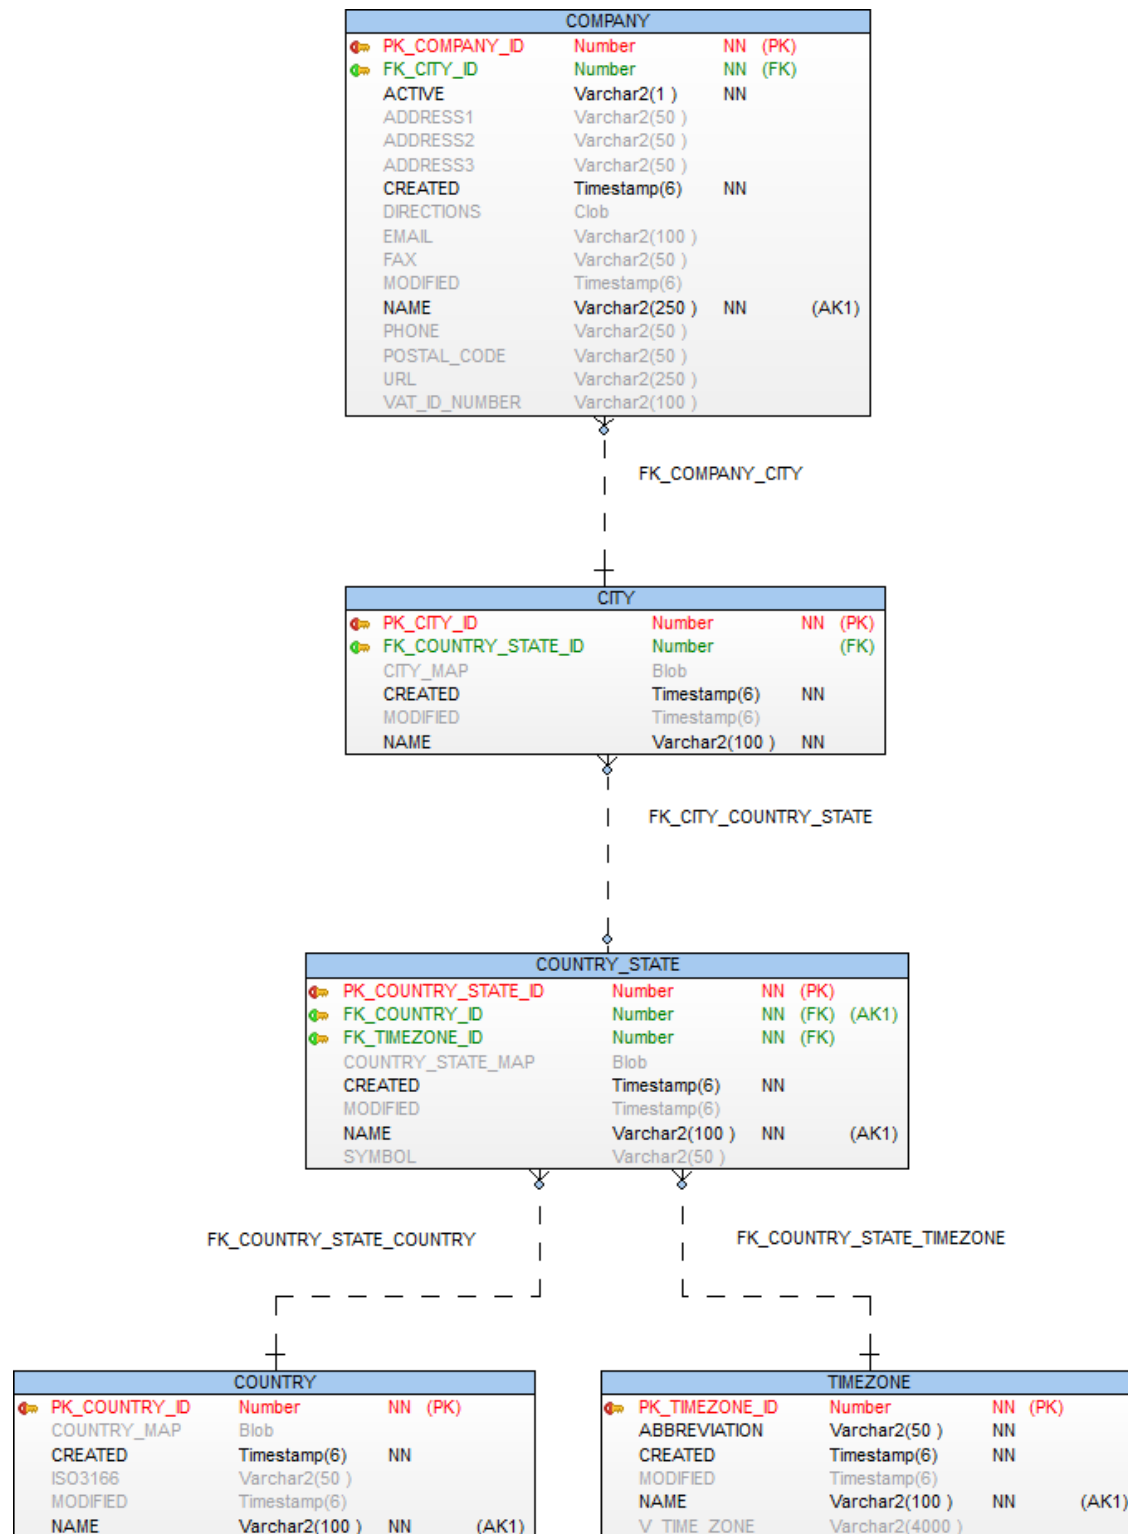 COMPANY
PK_COMPANY_ID Number NN (PK)
FK_CITY_ID Number NN (FK)
ACTIVE Varchar2(1 ) NN
ADDRESS1 Varchar2(50 )
ADDRESS2 Varchar2(50 )
ADDRESS3 Varchar2(50 )
CREATED Timestamp(6) NN
DIRECTIONS Clob
EMAIL Varchar2(100 )
FAX Varchar2(50 )
MODIFIED Timestamp(6)
NAME Varchar2(250 ) NN (AK1)
PHONE Varchar2(50 )
POSTAL_CODE Varchar2(50 )
URL Varchar2(250 )
VAT_ID_NUMBER Varchar2(100 )
FK_COMPANY_CITY
CITY
PK_CITY_ID Number NN (PK)
FK_COUNTRY_STATE_ID Number (FK)
CITY_MAP Blob
CREATED Timestamp(6) NN
MODIFIED Timestamp(6)
NAME Varchar2(100 ) NN
FK_CITY_COUNTRY_STATE
COUNTRY_STATE
PK_COUNTRY_STATE_ID Number NN (PK)
FK_COUNTRY_ID Number NN (FK) (AK1)
FK_TIMEZONE_ID Number NN (FK)
COUNTRY_STATE_MAP Blob
CREATED Timestamp(6) NN
MODIFIED Timestamp(6)
NAME Varchar2(100 ) NN (AK1)
SYMBOL Varchar2(50 )
FK_COUNTRY_STATE_COUNTRY
FK_COUNTRY_STATE_TIMEZONE
COUNTRY
PK_COUNTRY_ID Number NN (PK)
COUNTRY_MAP Blob
CREATED Timestamp(6) NN
ISO3166 Varchar2(50 )
MODIFIED Timestamp(6)
NAME Varchar2(100 ) NN (AK1)
TIMEZONE
PK_TIMEZONE_ID Number NN (PK)
ABBREVIATION Varchar2(50 ) NN
CREATED Timestamp(6) NN
MODIFIED Timestamp(6)
NAME Varchar2(100 ) NN (AK1)
V_TIME_ZONE Varchar2(4000 )